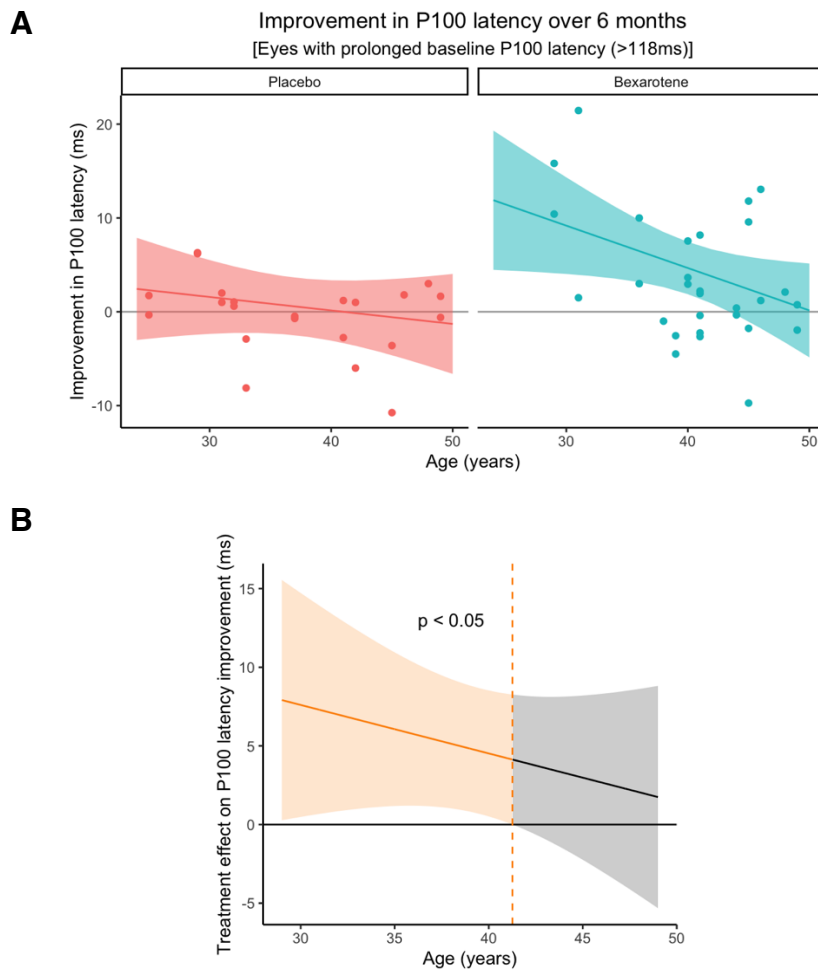 A
Improvement in P100 latency over 6 months
[Eyes with prolonged baseline P100 latency (>118ms)]
Placebo
Bexarotene
Improvement in P100 latency (ms)
20
10
0
-10
30
40
50
30
40
50
Age (years)
B
Treatment effect on P100 latency improvement (ms)
15
10
5
0
-5
p < 0.05
30
35
40
45
50
Age (years)